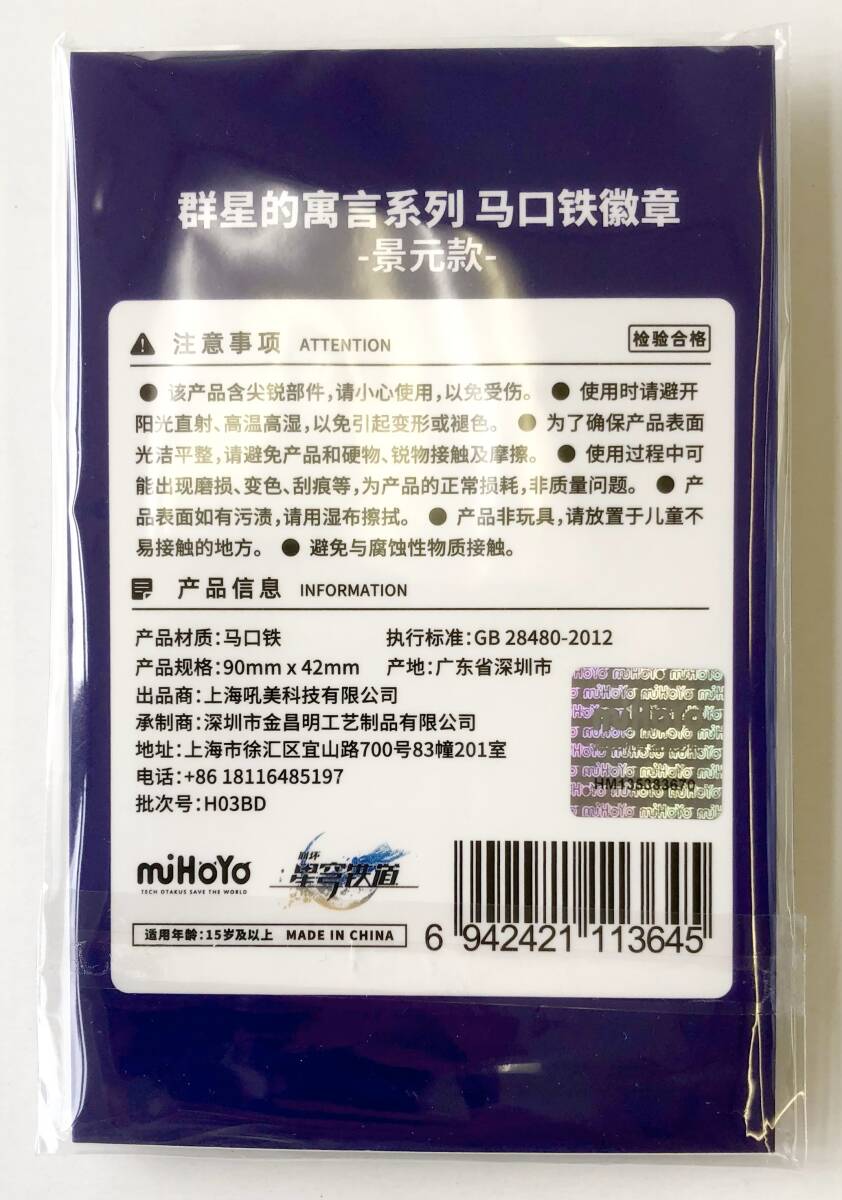 群星的寓言系列 马口铁徽章
-景元款-
注意事项 ATTENTION 检验合格
● 该产品含尖锐部件,请小心使用,以免受伤。 ● 使用时请避开
阳光直射、高温高湿,以免引起变形或褪色。 ● 为了确保产品表面
光洁平整,请避免产品和硬物、锐物接触及摩擦。 ● 使用过程中可
能出现磨损、变色、刮痕等,为产品的正常损耗,非质量问题。 ● 产
品表面如有污渍,请用湿布擦拭。 ● 产品非玩具,请放置于儿童不
易接触的地方。 ● 避免与腐蚀性物质接触。
产品信息 INFORMATION
产品材质:马口铁 执行标准:GB 28480-2012
产品规格:90mm x 42mm 产地:广东省深圳市
出品商:上海吼美科技有限公司
承制商:深圳市金昌明工艺制品有限公司
地址:上海市徐汇区宜山路700号83幢201室
电话:+86 18116485197
批次号:H03BD
miHoYo
HM135383670
miHoYo
TECH OTAKUS SAVE THE WORLD
崩坏
星穹铁道
适用年龄:15岁及以上 MADE IN CHINA
6 942421 113645